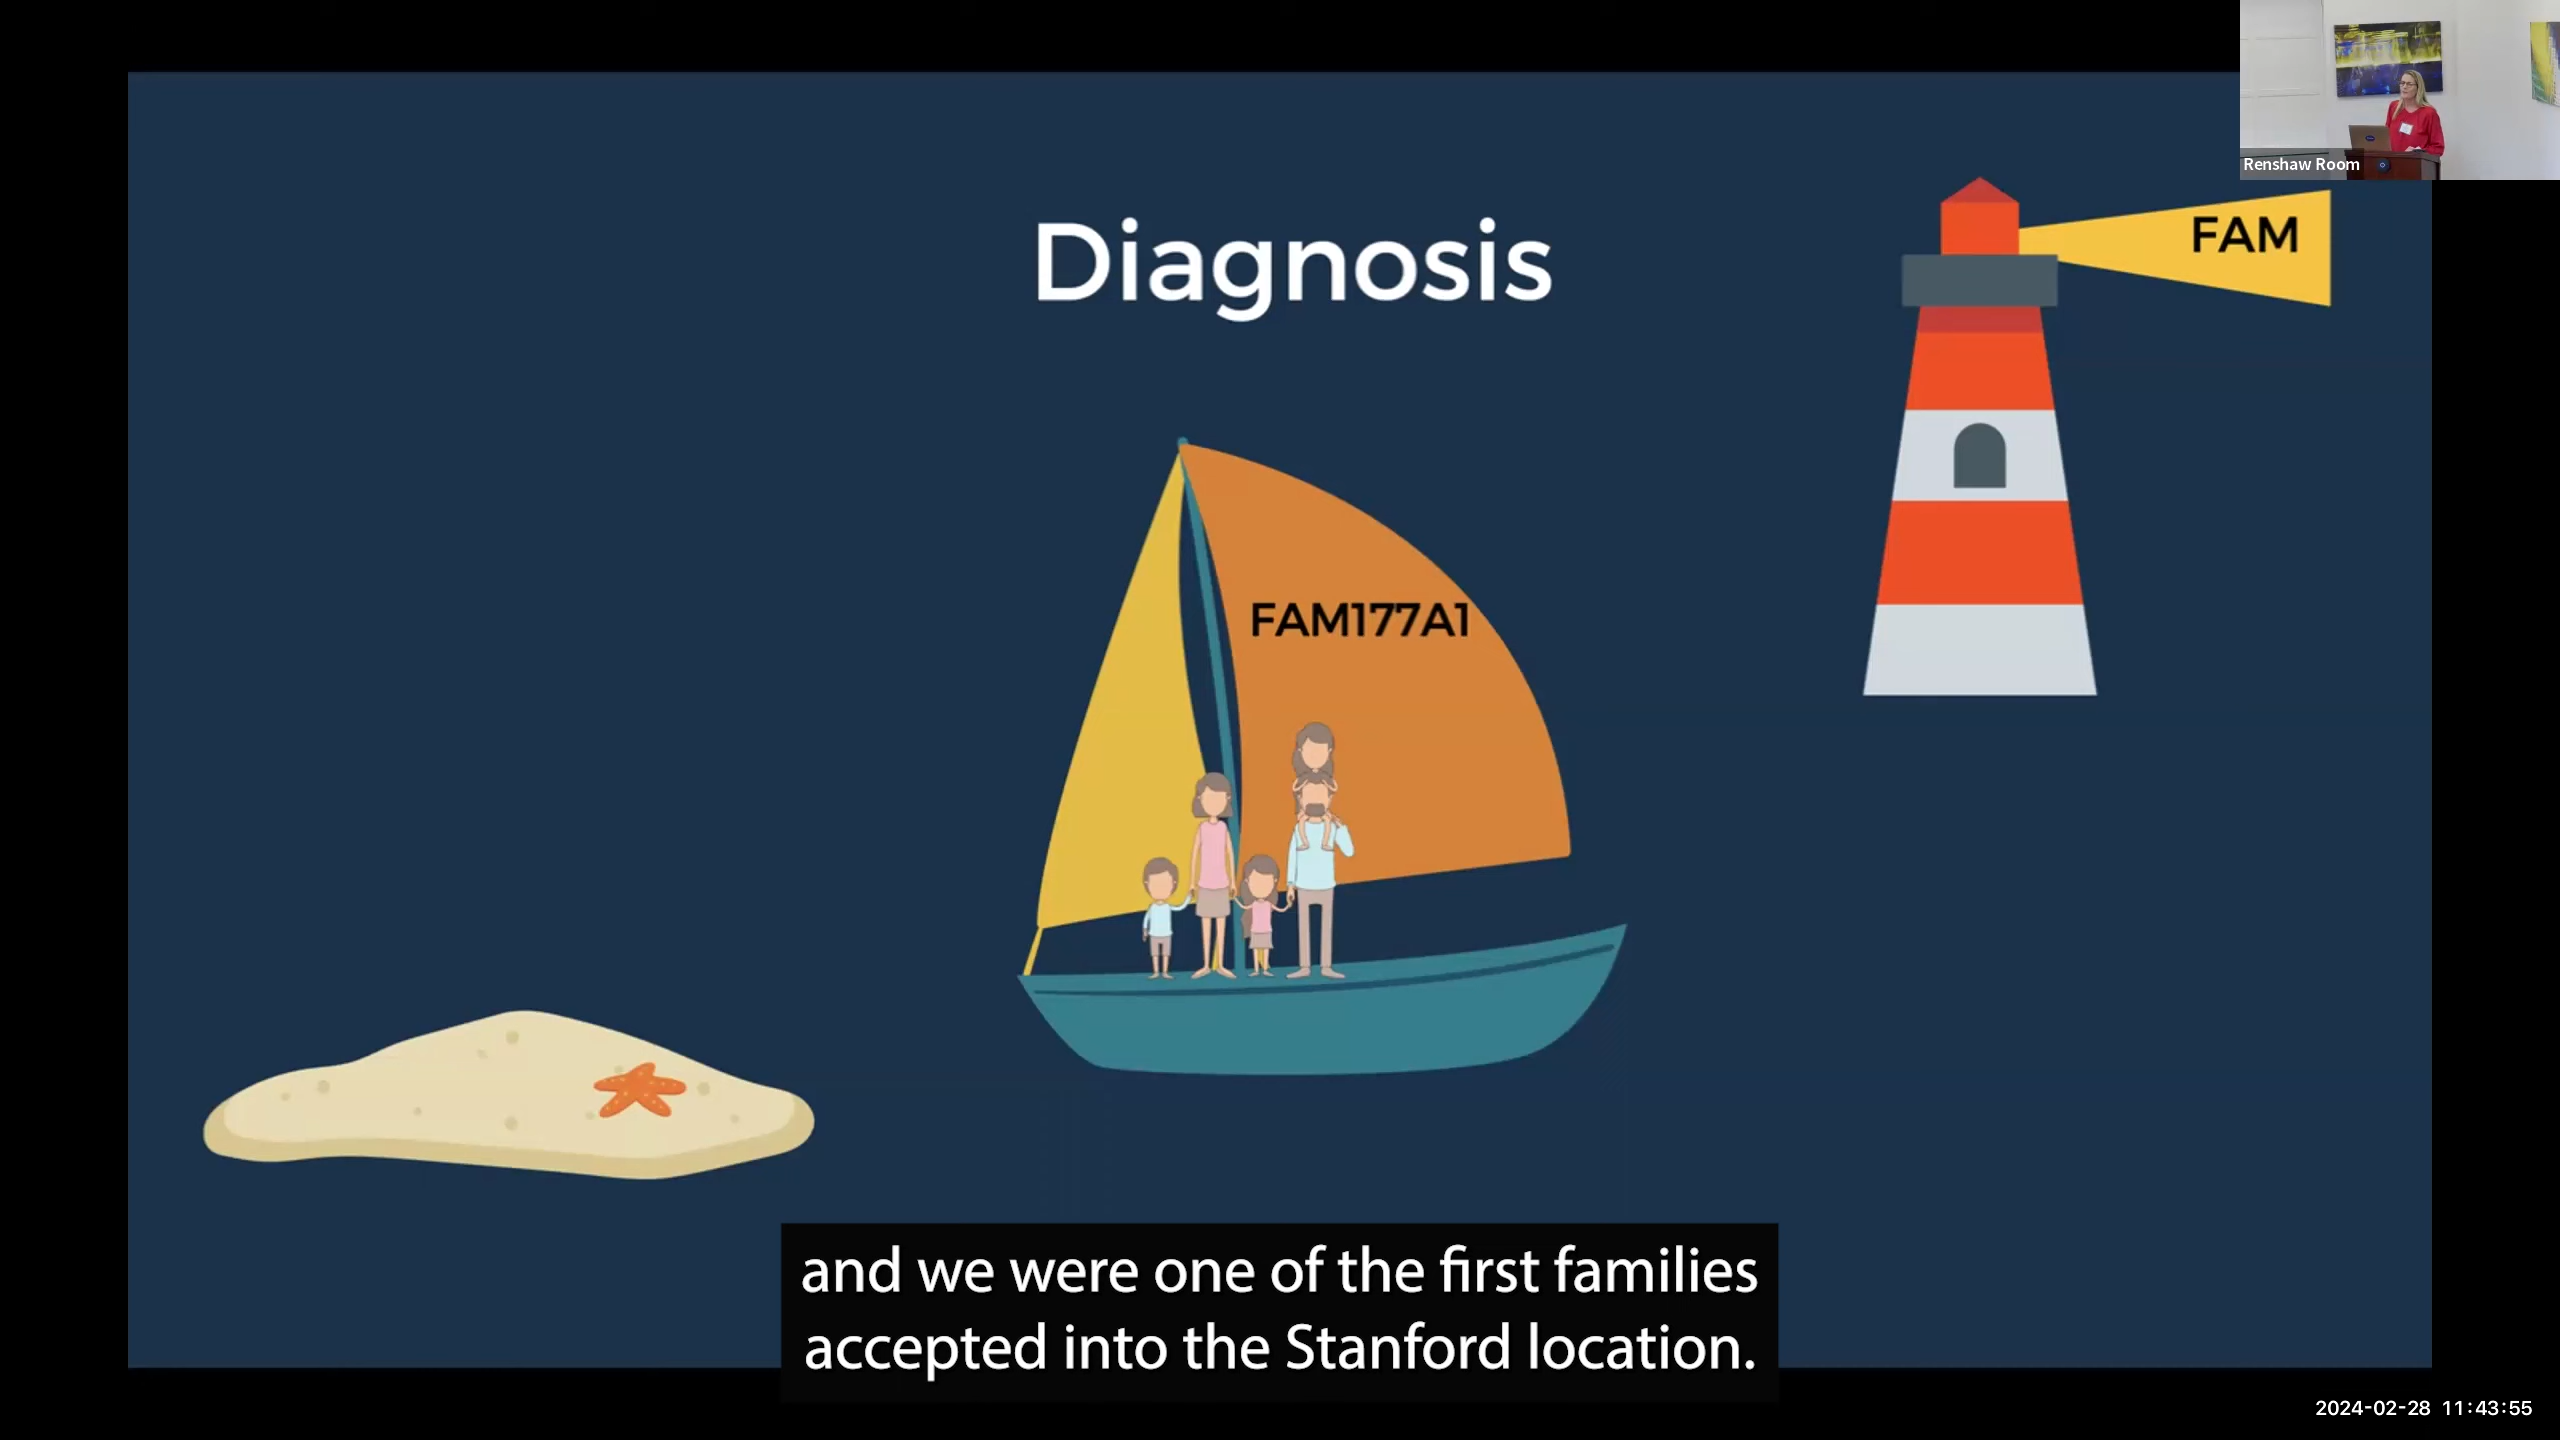 Renshaw Room
Diagnosis
FAM
FAM177A1
and we were one of the first families
accepted into the Stanford location.
2024-02-28 11:43:55